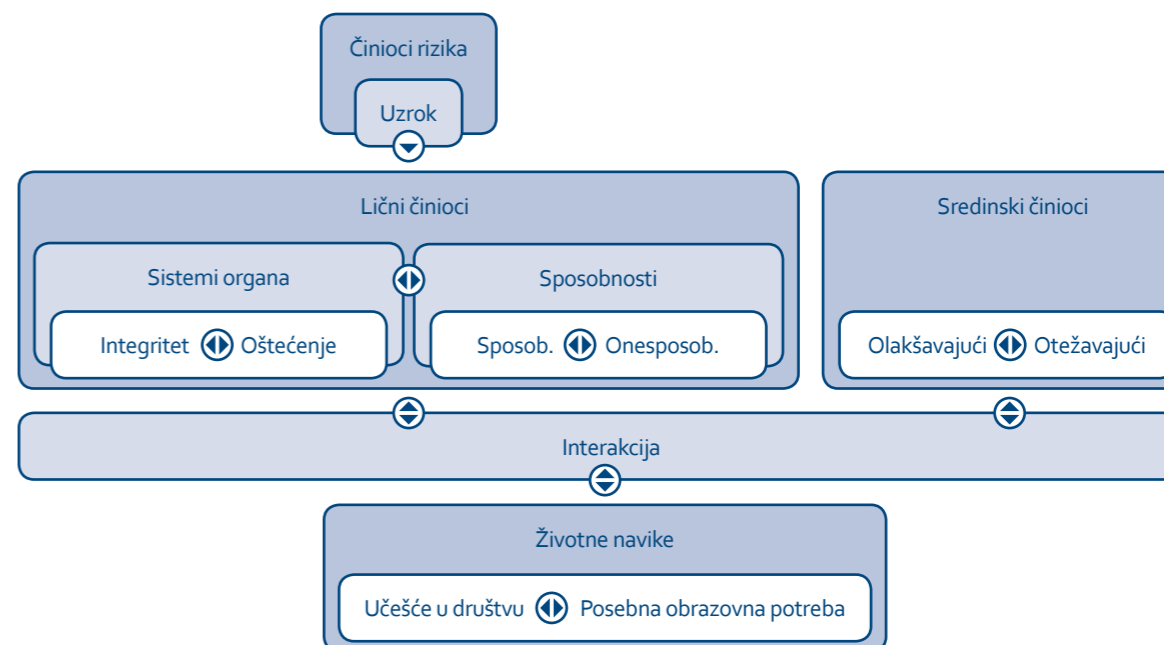 Činioci rizika
Uzrok
Lični činioci
Sredinski činioci
Sistemi organa
Sposobnosti
Integritet Oštećenje
Sposob. Onesposob.
Olakšavajući Otežavajući
Interakcija
Životne navike
Učešće u društvu Posebna obrazovna potreba